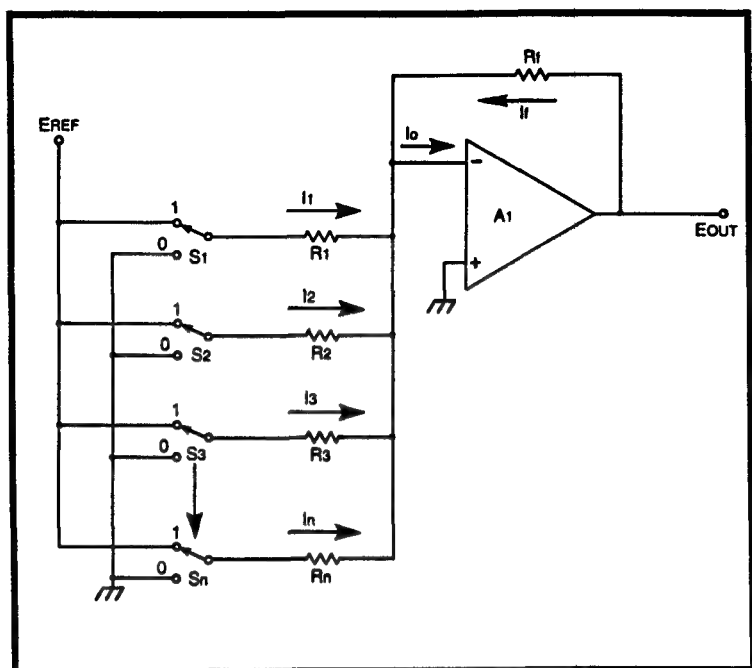 Rf
If
EREF
Io
−
A1
+
EOUT
1
I1
0
S1
R1
I2
1
0
S2
R2
I3
1
0
S3
R3
In
1
0
Sn
Rn